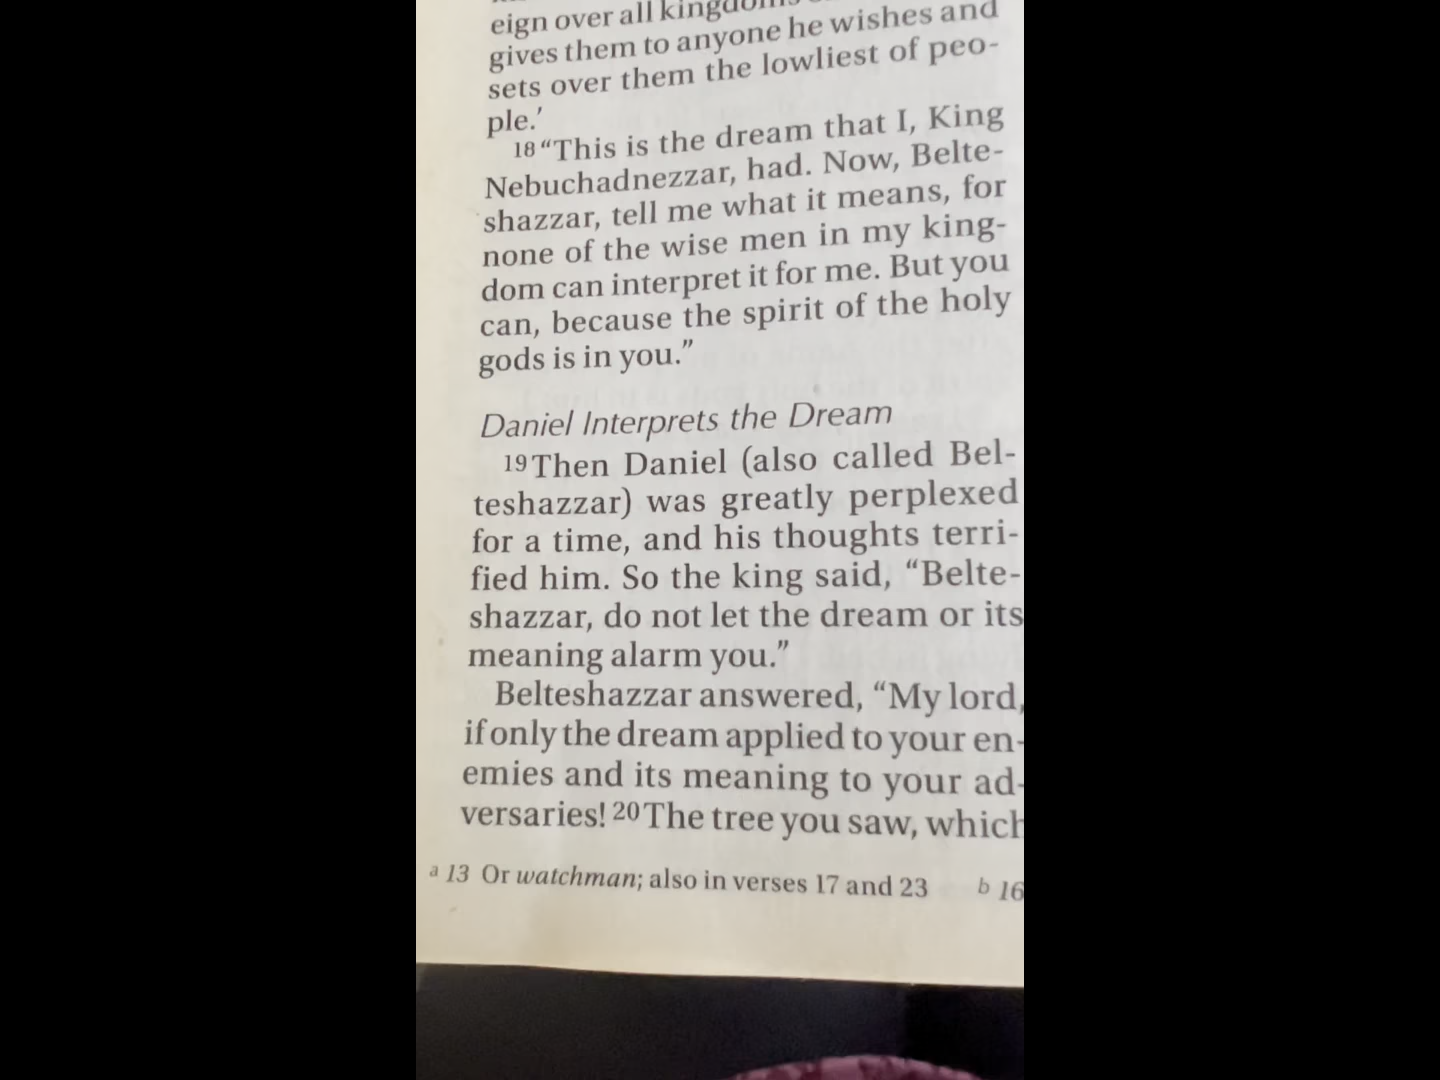 eign over all kingdoms
gives them to anyone he wishes and
sets over them the lowliest of peo-
ple.’
18 “This is the dream that I, King
Nebuchadnezzar, had. Now, Belte-
shazzar, tell me what it means, for
none of the wise men in my king-
dom can interpret it for me. But you
can, because the spirit of the holy
gods is in you.”
Daniel Interprets the Dream
19 Then Daniel (also called Bel-
teshazzar) was greatly perplexed
for a time, and his thoughts terri-
fied him. So the king said, “Belte-
shazzar, do not let the dream or its
meaning alarm you.”
Belteshazzar answered, “My lord,
if only the dream applied to your en-
emies and its meaning to your ad-
versaries! 20 The tree you saw, which
a 13 Or watchman; also in verses 17 and 23 b 16